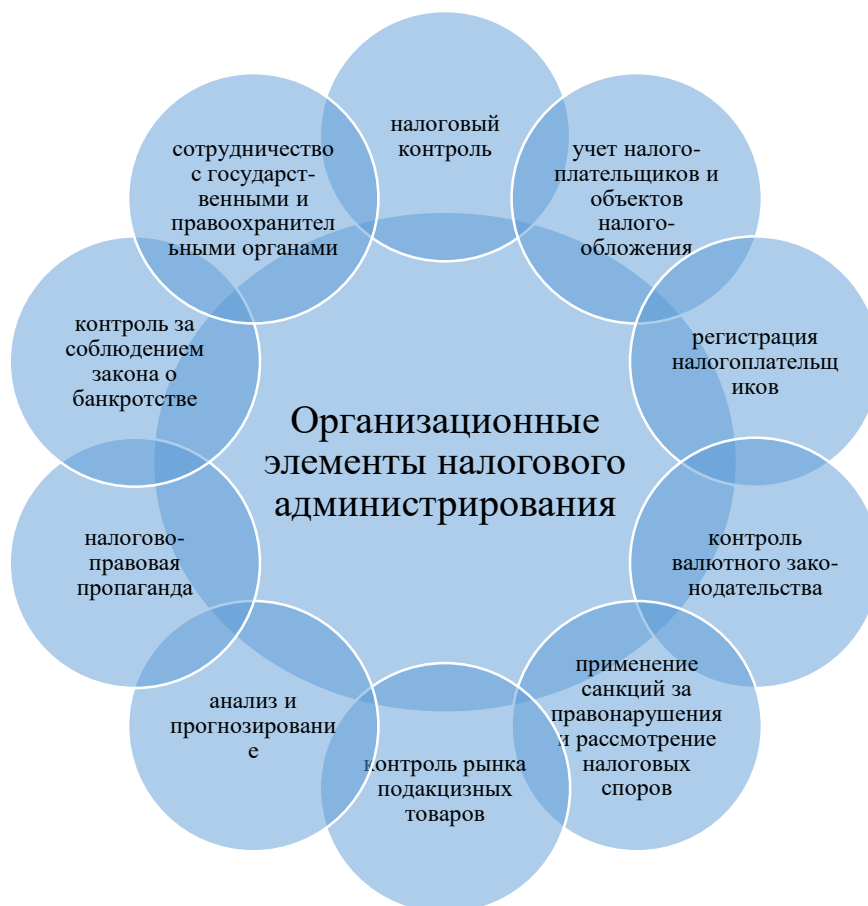 налоговый
контроль
учет налого-
плательщиков и
объектов
налого-
обложения
регистрация
налогоплательщ
иков
контроль
валютного зако-
нодательства
применение
санкций за
правонарушения
и рассмотрение
налоговых
споров
контроль рынка
подакцизных
товаров
анализ и
прогнозировани
е
налогово-
правовая
пропаганда
контроль за
соблюдением
закона о
банкротстве
сотрудничество
с государст-
венными и
правоохранител
ьными органами
Организационные
элементы налогового
администрирования